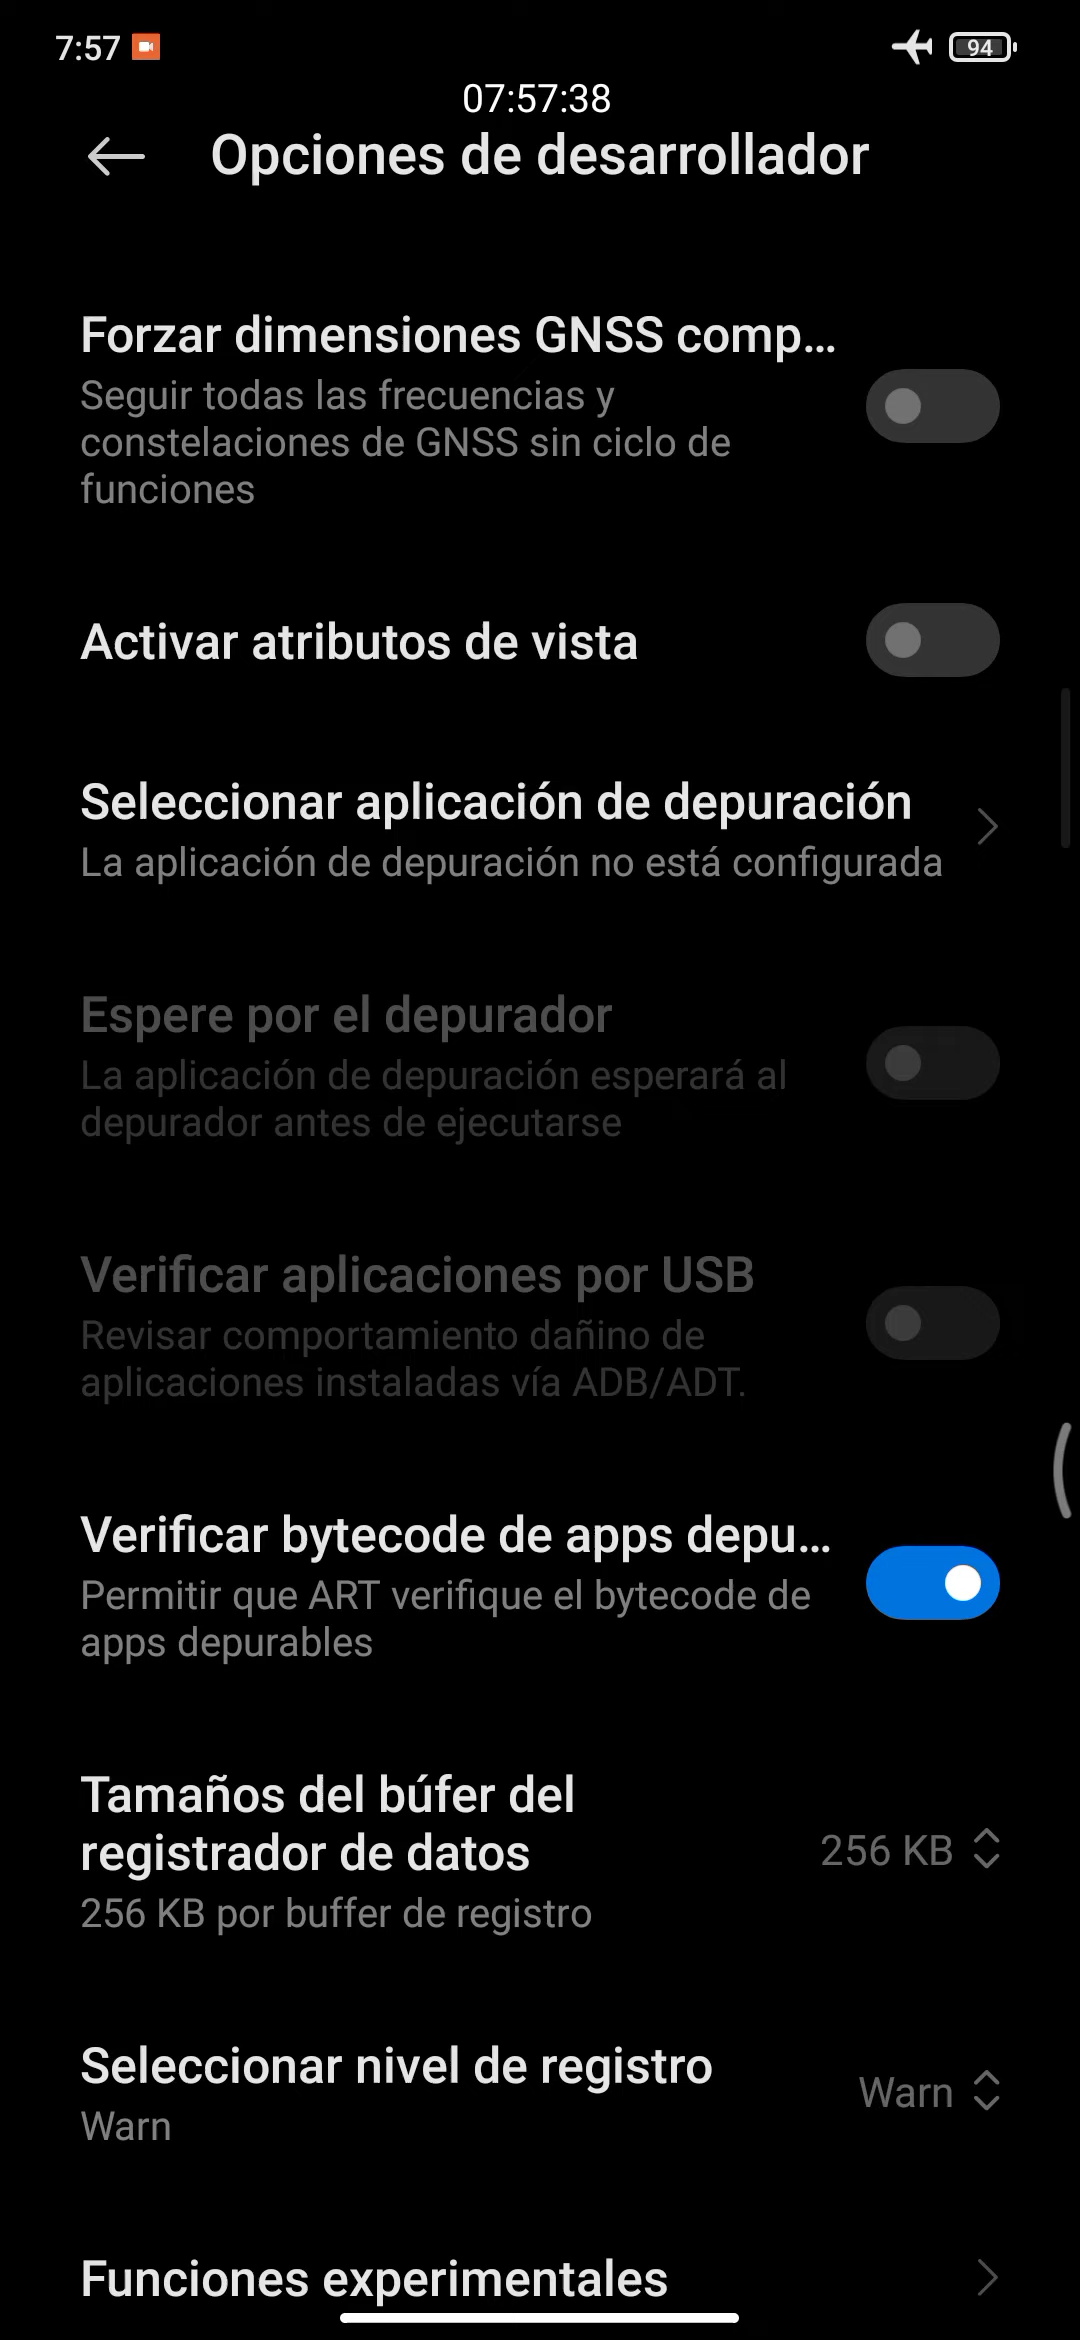 7:57
94
07:57:38
Opciones de desarrollador
Forzar dimensiones GNSS comp...
Seguir todas las frecuencias y
constelaciones de GNSS sin ciclo de
funciones
Activar atributos de vista
Seleccionar aplicación de depuración
La aplicación de depuración no está configurada
Espere por el depurador
La aplicación de depuración esperará al
depurador antes de ejecutarse
Verificar aplicaciones por USB
Revisar comportamiento dañino de
aplicaciones instaladas vía ADB/ADT.
Verificar bytecode de apps depu...
Permitir que ART verifique el bytecode de
apps depurables
Tamaños del búfer del
registrador de datos
256 KB
256 KB por buffer de registro
Seleccionar nivel de registro
Warn
Warn
Funciones experimentales